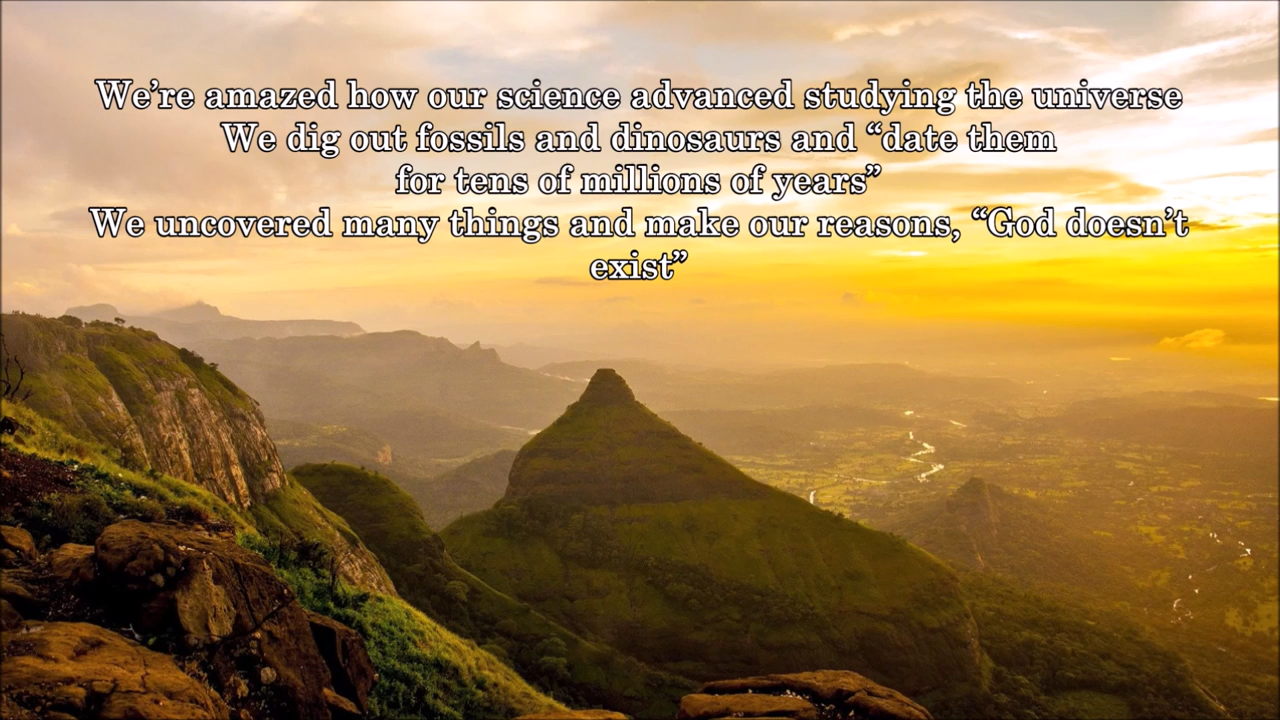 We’re amazed how our science advanced studying the universe
We dig out fossils and dinosaurs and “date them
for tens of millions of years”
We uncovered many things and make our reasons, “God doesn’t
exist”